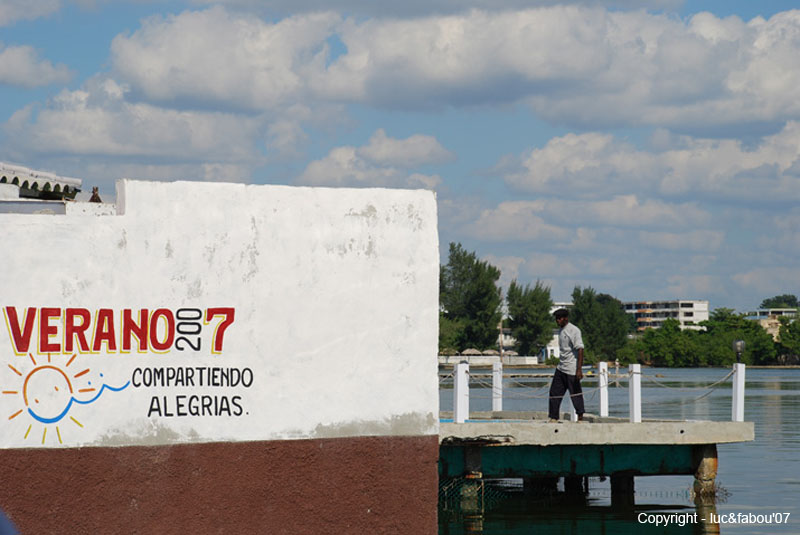 VERANO 2007
COMPARTIENDO
ALEGRIAS.
Copyright - luc&fabou'07